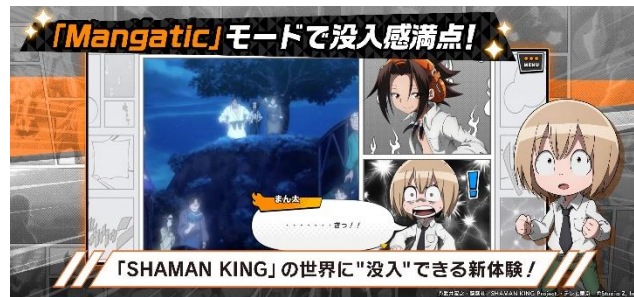 「Mangatic」モードで没入感満点!
MENU
まん太
・・・・・・・さっ!!
「SHAMAN KING」の世界に"没入"できる新体験!